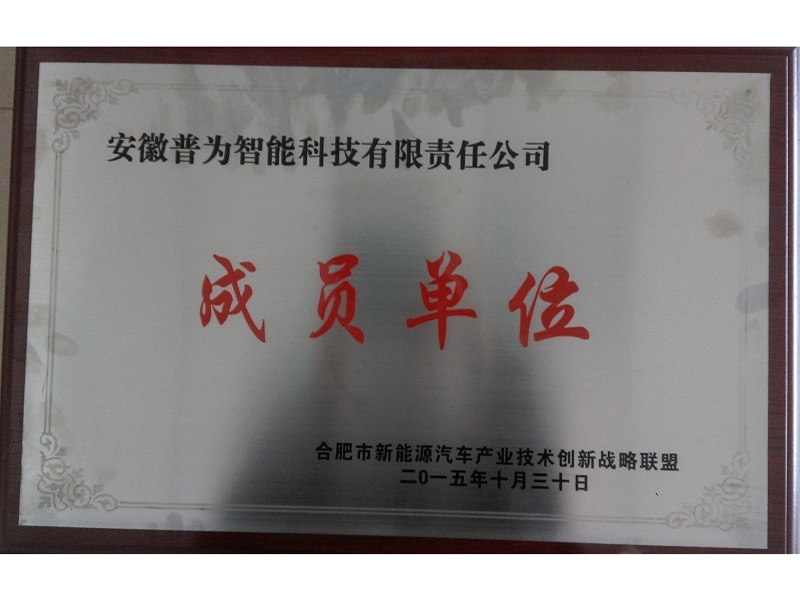 安徽普为智能科技有限责任公司
成员单位
合肥市新能源汽车产业技术创新战略联盟
二0一五年十月三十日